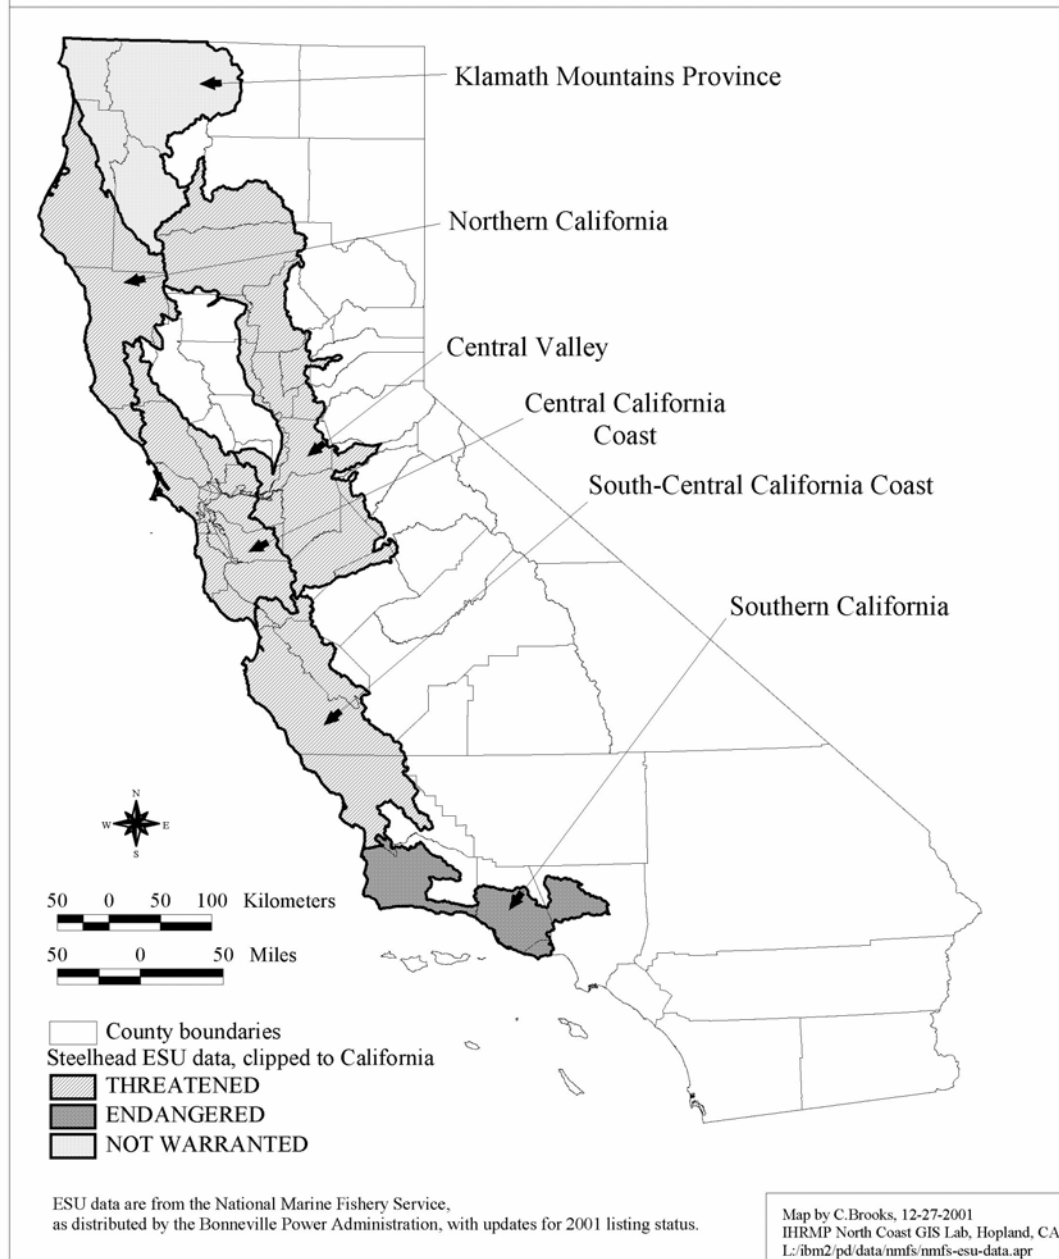 Klamath Mountains Province
Northern California
Central Valley
Central California
Coast
South-Central California Coast
Southern California
N
W E
S
50 0 50 100 Kilometers
50 0 50 Miles
County boundaries
Steelhead ESU data, clipped to California
THREATENED
ENDANGERED
NOT WARRANTED
ESU data are from the National Marine Fishery Service,
as distributed by the Bonneville Power Administration, with updates for 2001 listing status.
Map by C.Brooks, 12-27-2001
IHRMP North Coast GIS Lab, Hopland, CA
L:/ibm2/pd/data/nmfs/nmfs-esu-data.apr